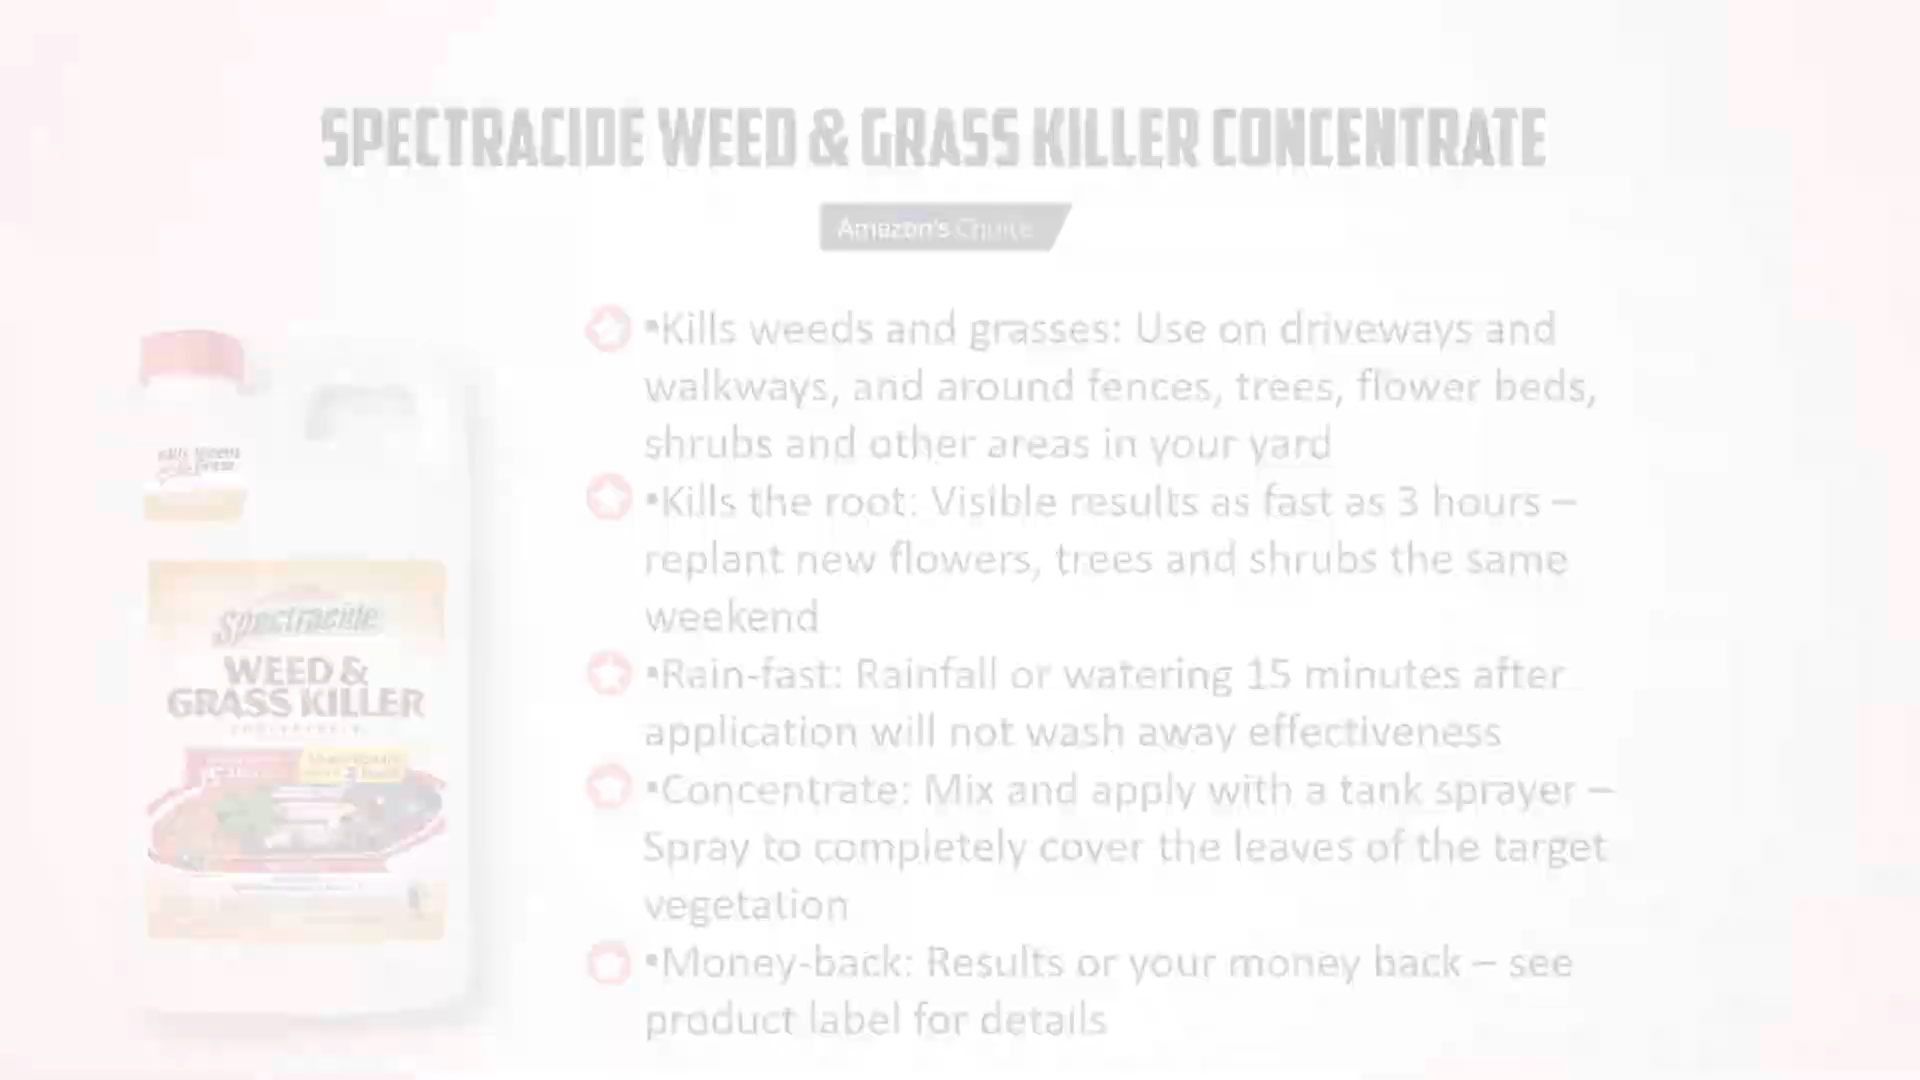 SPECTRACIDE WEED & GRASS KILLER CONCENTRATE
Amazon's Choice
•Kills weeds and grasses: Use on driveways and
walkways, and around fences, trees, flower beds,
shrubs and other areas in your yard
•Kills the root: Visible results as fast as 3 hours –
replant new flowers, trees and shrubs the same
weekend
•Rain-fast: Rainfall or watering 15 minutes after
application will not wash away effectiveness
•Concentrate: Mix and apply with a tank sprayer –
Spray to completely cover the leaves of the target
vegetation
•Money-back: Results or your money back – see
product label for details
Spectracide
WEED &
GRASS KILLER